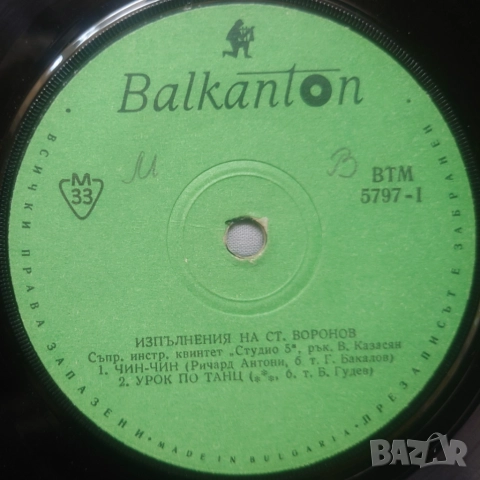 Balkanton
M
33
M
B
ВТМ
5797-I
ИЗПЪЛНЕНИЯ НА СТ. ВОРОНОВ
Съпр. инстр. квинтет „Студио 5", рък. В. Казасян
1. ЧИН-ЧИН (Ричард Антони, б. т. Г. Бакалов)
2. УРОК ПО ТАНЦ (*, б. т. В. Гудев)
ВСИЧКИ ПРАВА ЗАПАЗЕНИ • MADE IN BULGARIA • ПРЕЗАПИСЪТ Е ЗАБРАНЕН
BAZAR